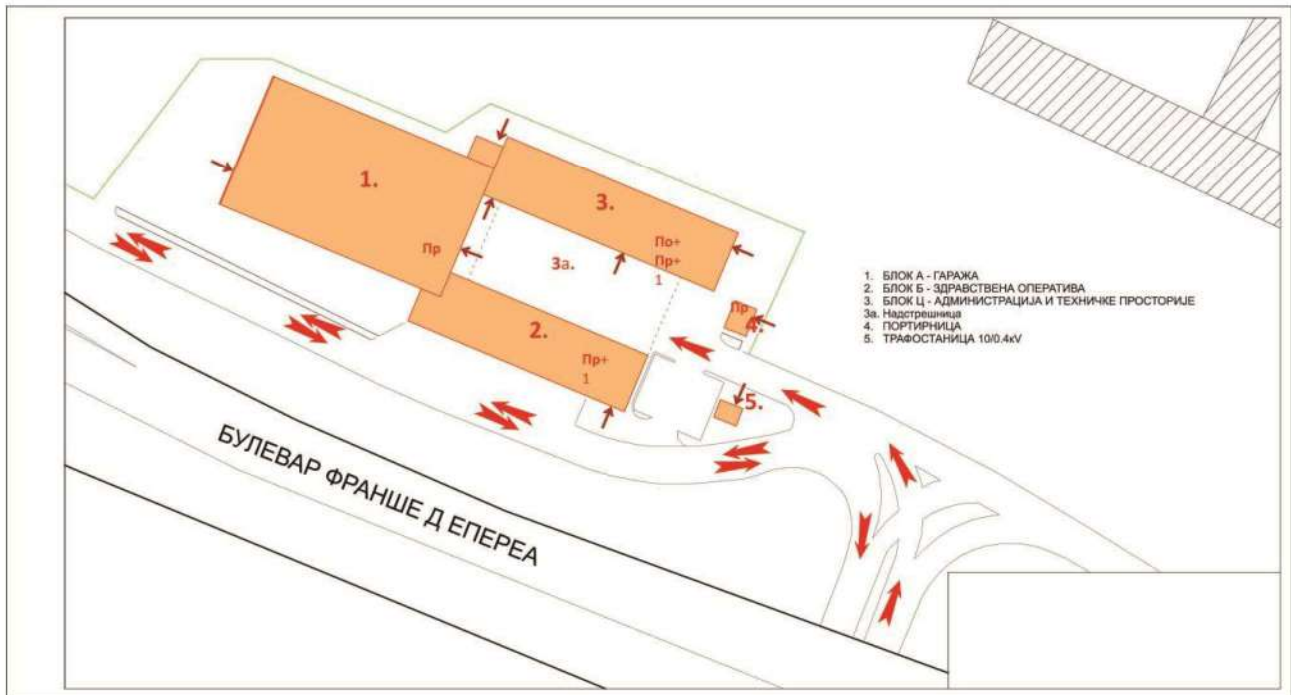 1.
3.
Пр
3а.
По+
Пр+
1
Пр
4.
2.
Пр+
1
5.
1. БЛОК А - ГАРАЖА
2. БЛОК Б - ЗДРАВСТВЕНА ОПЕРАТИВА
3. БЛОК Ц - АДМИНИСТРАЦИЈА И ТЕХНИЧКЕ ПРОСТОРИЈЕ
3а. Надстрешница
4. ПОРТИРНИЦА
5. ТРАФОСТАНИЦА 10/0.4кV
БУЛЕВАР ФРАНШЕ Д ЕПЕРЕА